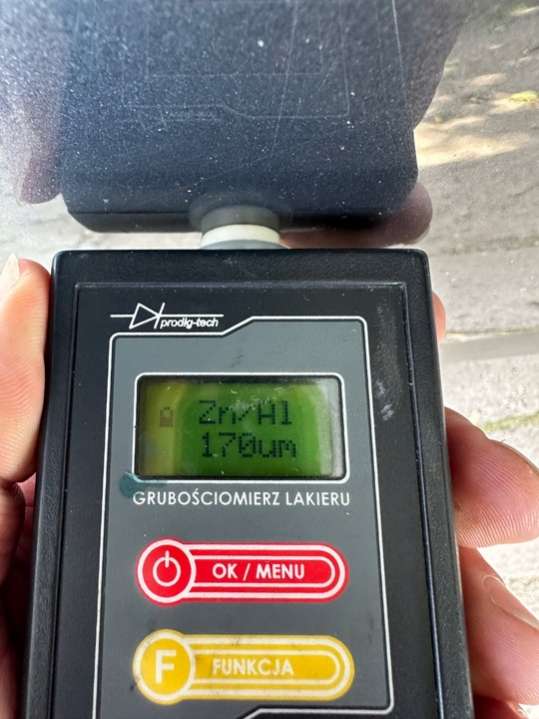 prodig-tech
Zn/Al
170um
GRUBOŚCIOMIERZ LAKIERU
OK / MENU
F FUNKCJA